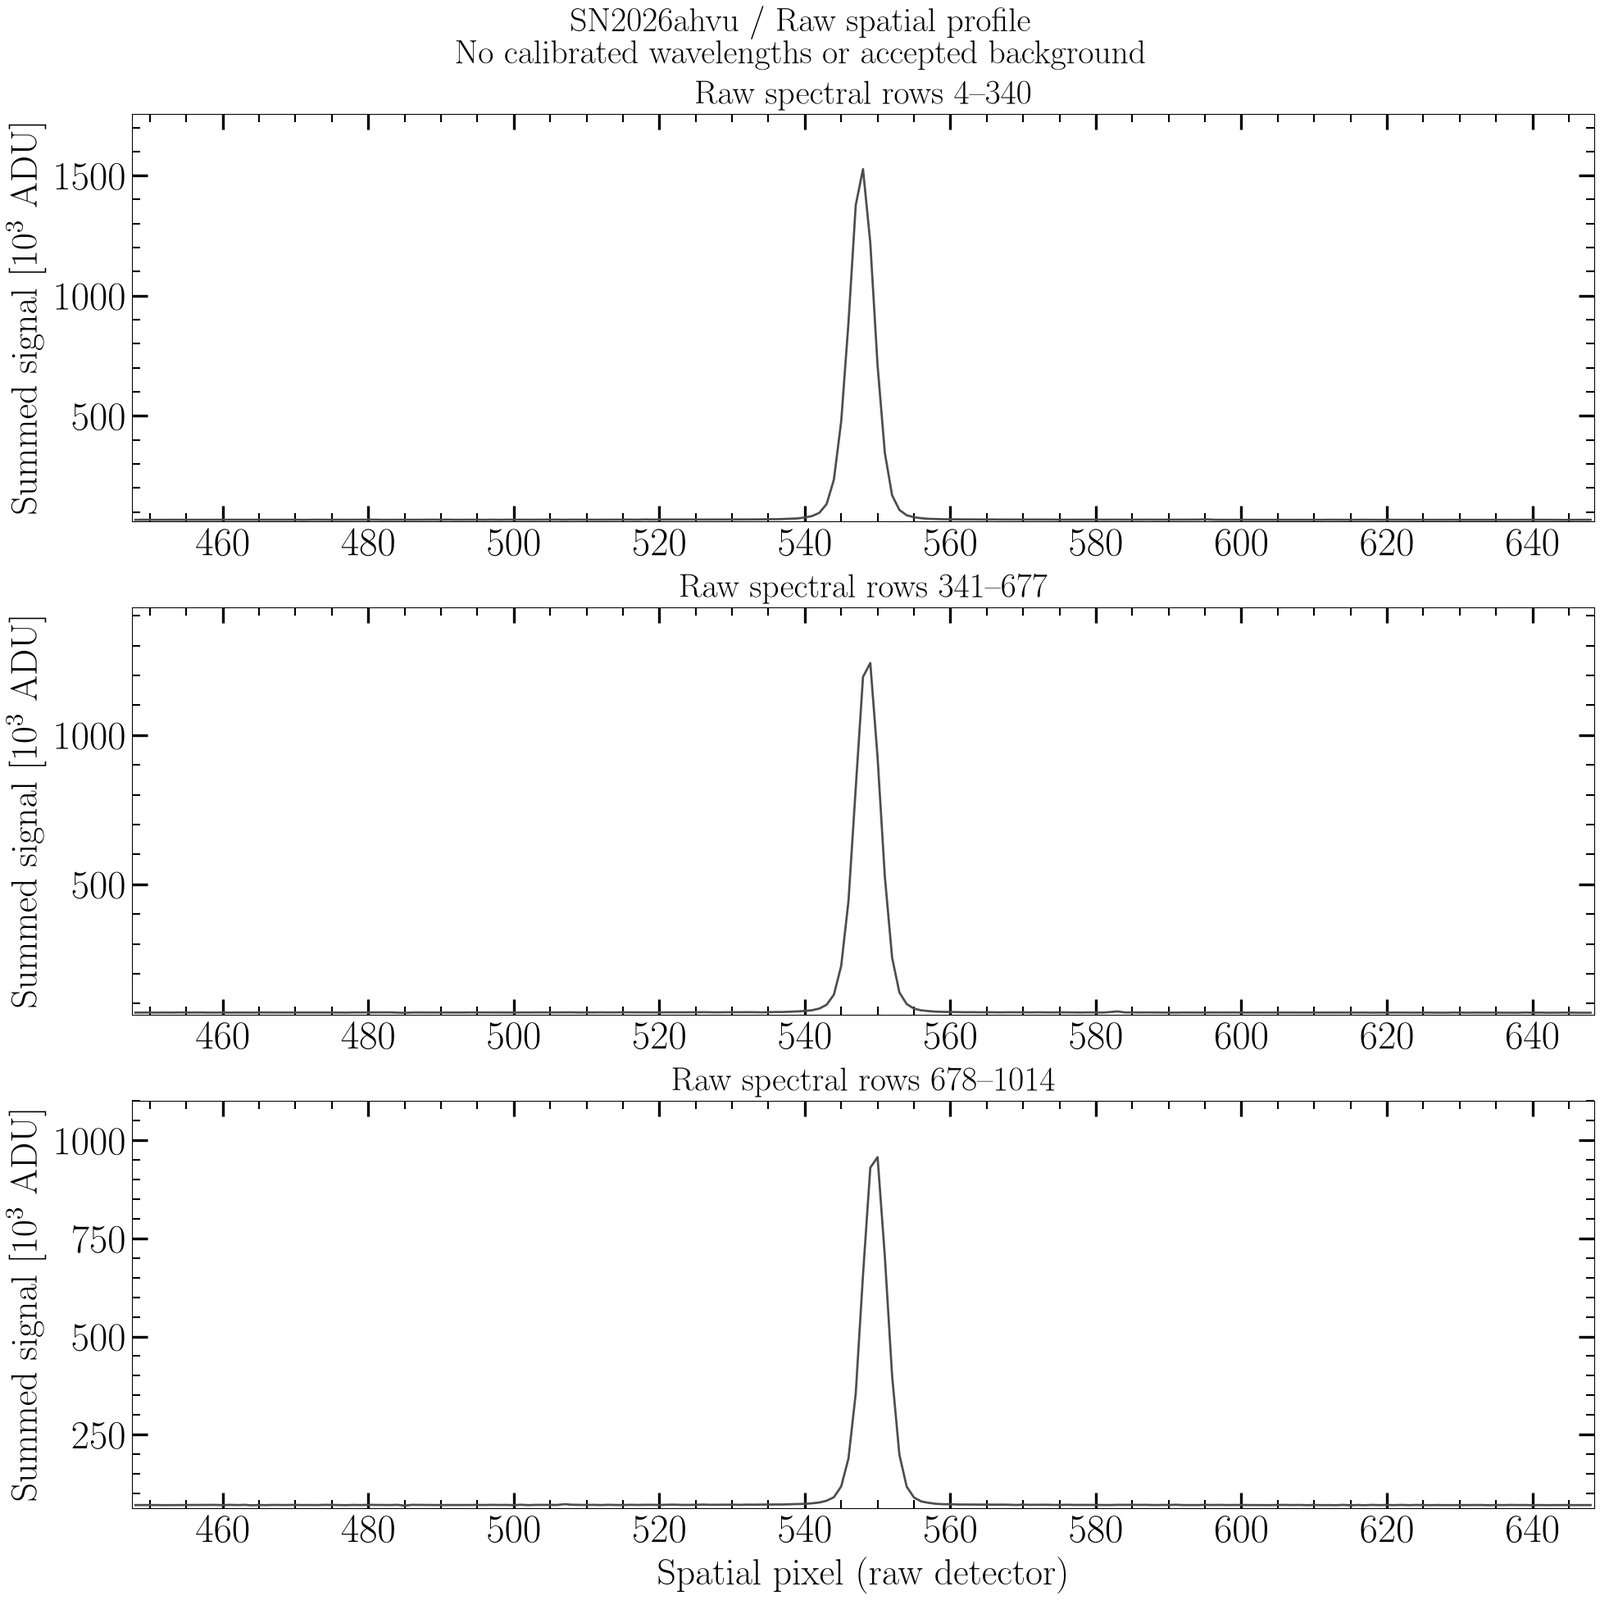 SN2026ahvu / Raw spatial profile
No calibrated wavelengths or accepted background
Raw spectral rows 4–340
Summed signal [10³ ADU]
1500
1000
500
460 480 500 520 540 560 580 600 620 640
Raw spectral rows 341–677
Summed signal [10³ ADU]
1000
500
460 480 500 520 540 560 580 600 620 640
Raw spectral rows 678–1014
Summed signal [10³ ADU]
1000
750
500
250
460 480 500 520 540 560 580 600 620 640
Spatial pixel (raw detector)